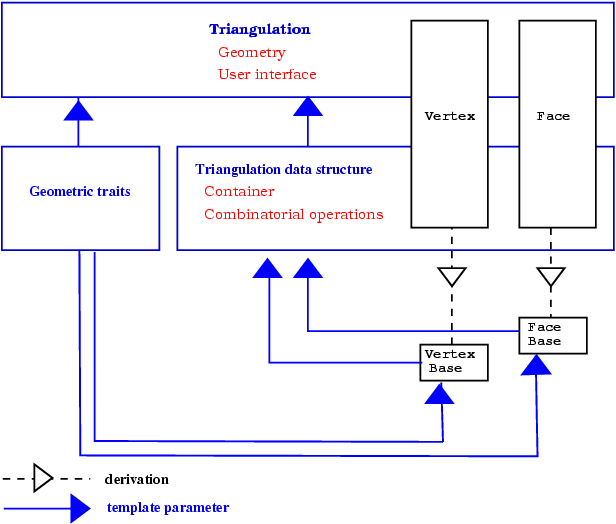 Triangulation
Geometry
User interface
Vertex
Face
Geometric traits
Triangulation data structure
Container
Combinatorial operations
Face
Base
Vertex
Base
derivation
template parameter